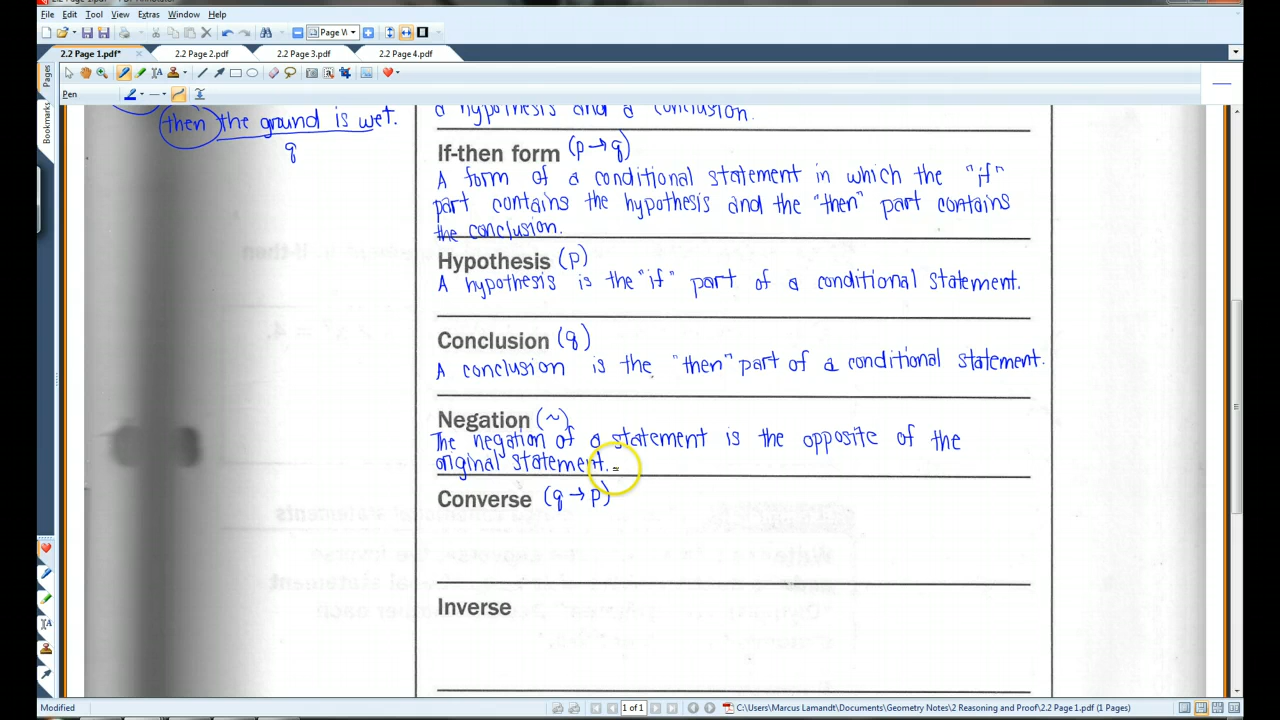 File Edit Tool View Extras Window Help
Page W
2.2 Page 1.pdf* 2.2 Page 2.pdf 2.2 Page 3.pdf 2.2 Page 4.pdf
Pen
Pages
Bookmarks
then the ground is wet.
q
a hypothesis and a conclusion.
If-then form (p→q)
A form of a conditional statement in which the "if"
part contains the hypothesis and the "then" part contains
the conclusion.
Hypothesis (p)
A hypothesis is the "if" part of a conditional statement.
Conclusion (q)
A conclusion is the "then" part of a conditional statement.
Negation (~)
The negation of a statement is the opposite of the
original statement.
Converse (q→p)
Inverse
Modified
1 of 1
C:\Users\Marcus Lamandt\Documents\Geometry Notes\2 Reasoning and Proof\2.2 Page 1.pdf (1 Pages)